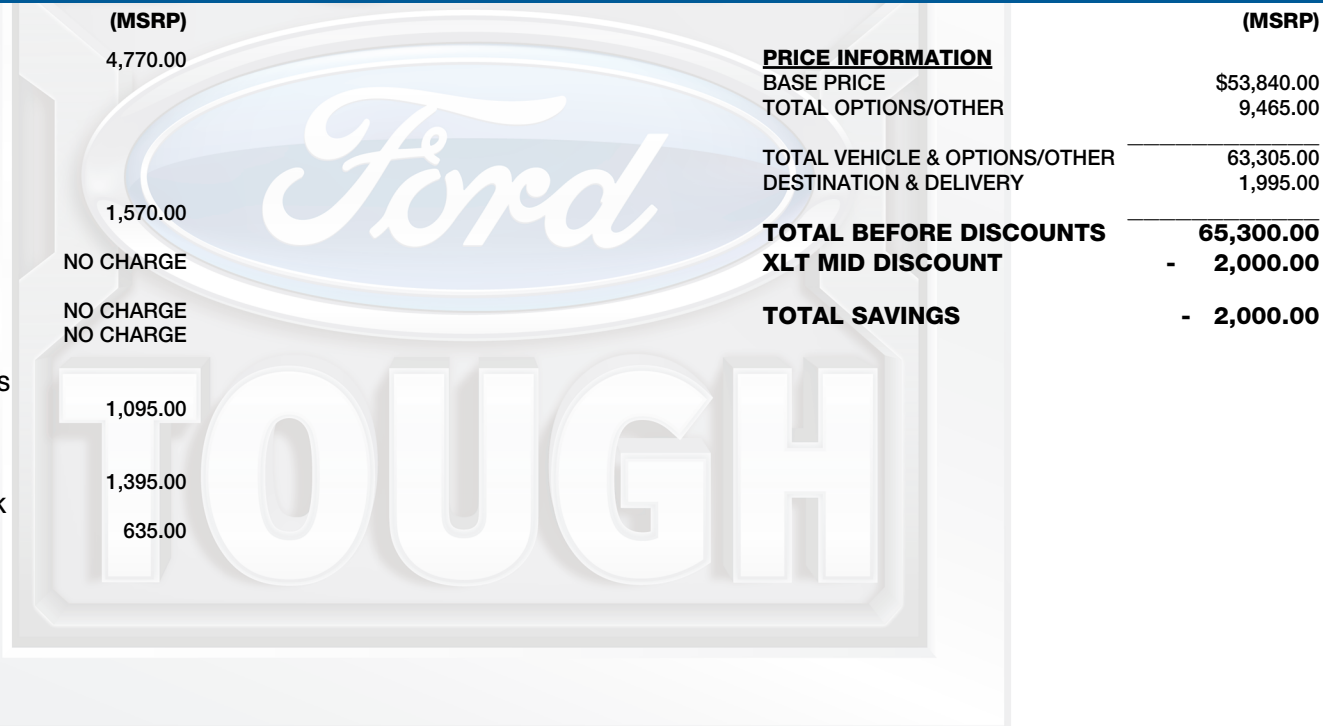 (MSRP)
4,770.00
1,570.00
NO CHARGE
NO CHARGE
NO CHARGE
S
1,095.00
1,395.00
K
635.00
Ford
TOUGH
(MSRP)
PRICE INFORMATION
BASE PRICE $53,840.00
TOTAL OPTIONS/OTHER 9,465.00
TOTAL VEHICLE & OPTIONS/OTHER 63,305.00
DESTINATION & DELIVERY 1,995.00
TOTAL BEFORE DISCOUNTS 65,300.00
XLT MID DISCOUNT - 2,000.00
TOTAL SAVINGS - 2,000.00